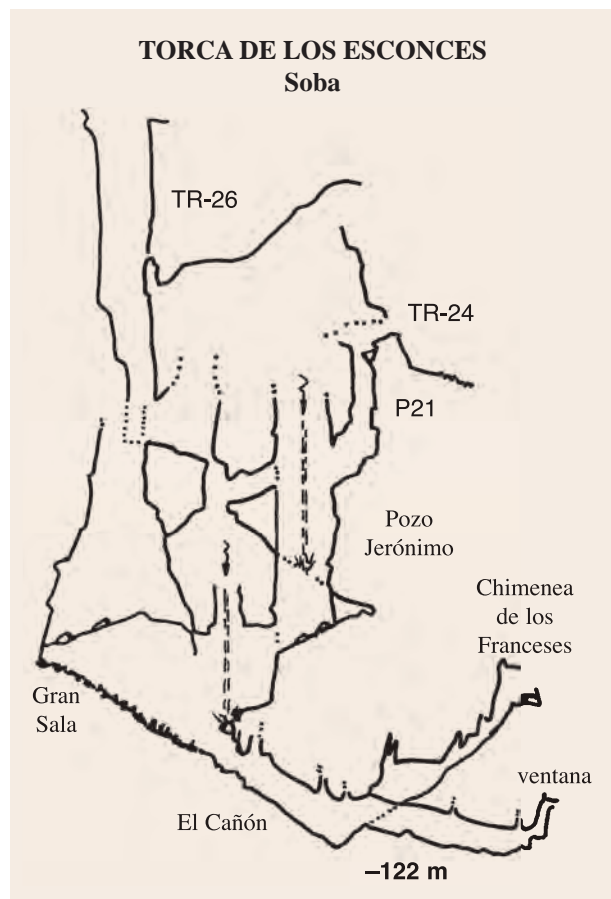 TORCA DE LOS ESCONCES
Soba
TR-26
TR-24
P21
Pozo
Jerónimo
Chimenea
de los
Franceses
Gran
Sala
ventana
El Cañón
–122 m